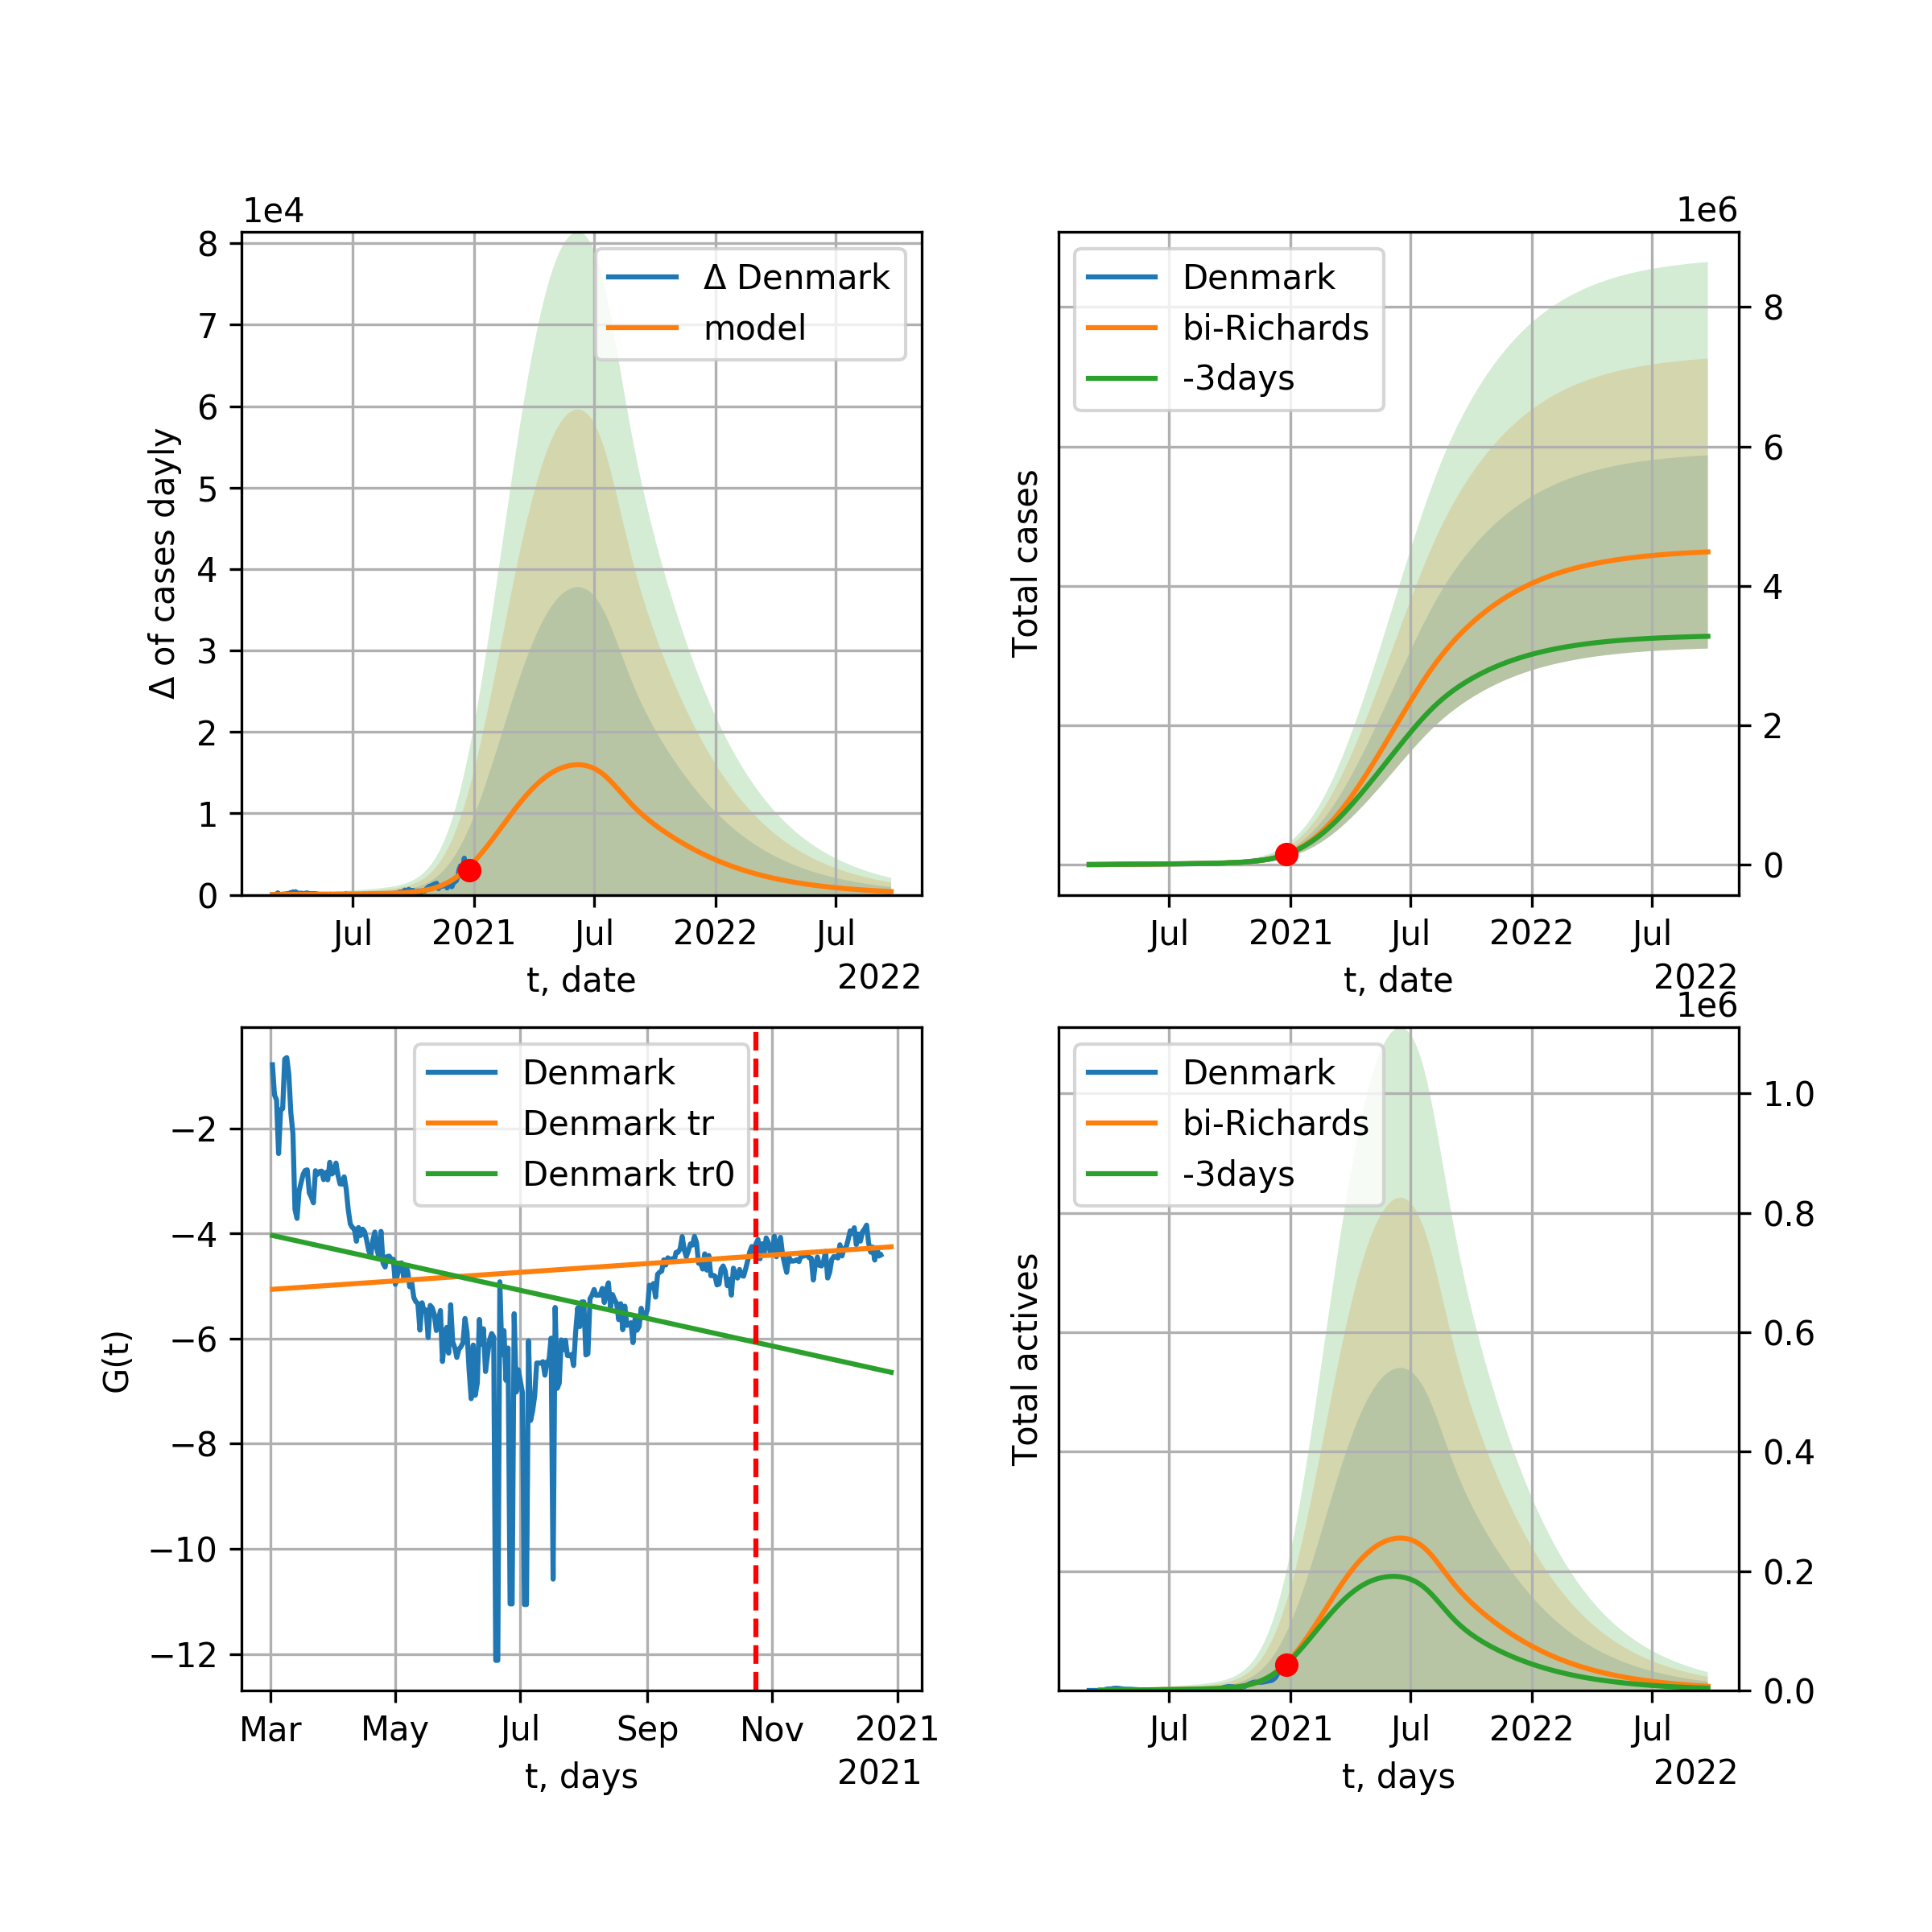 1e4
8
7
6
5
4
3
2
1
0
Δ of cases dayly
Δ Denmark
model
Jul
2021
Jul
2022
Jul
t, date
2022
1e6
8
6
4
2
0
Total cases
Denmark
bi-Richards
-3days
Jul
2021
Jul
2022
Jul
t, date
2022
−2
−4
−6
−8
−10
−12
G(t)
Denmark
Denmark tr
Denmark tr0
Mar
May
Jul
Sep
Nov
2021
t, days
2021
1e6
1.0
0.8
0.6
0.4
0.2
0.0
Total actives
Denmark
bi-Richards
-3days
Jul
2021
Jul
2022
Jul
t, days
2022